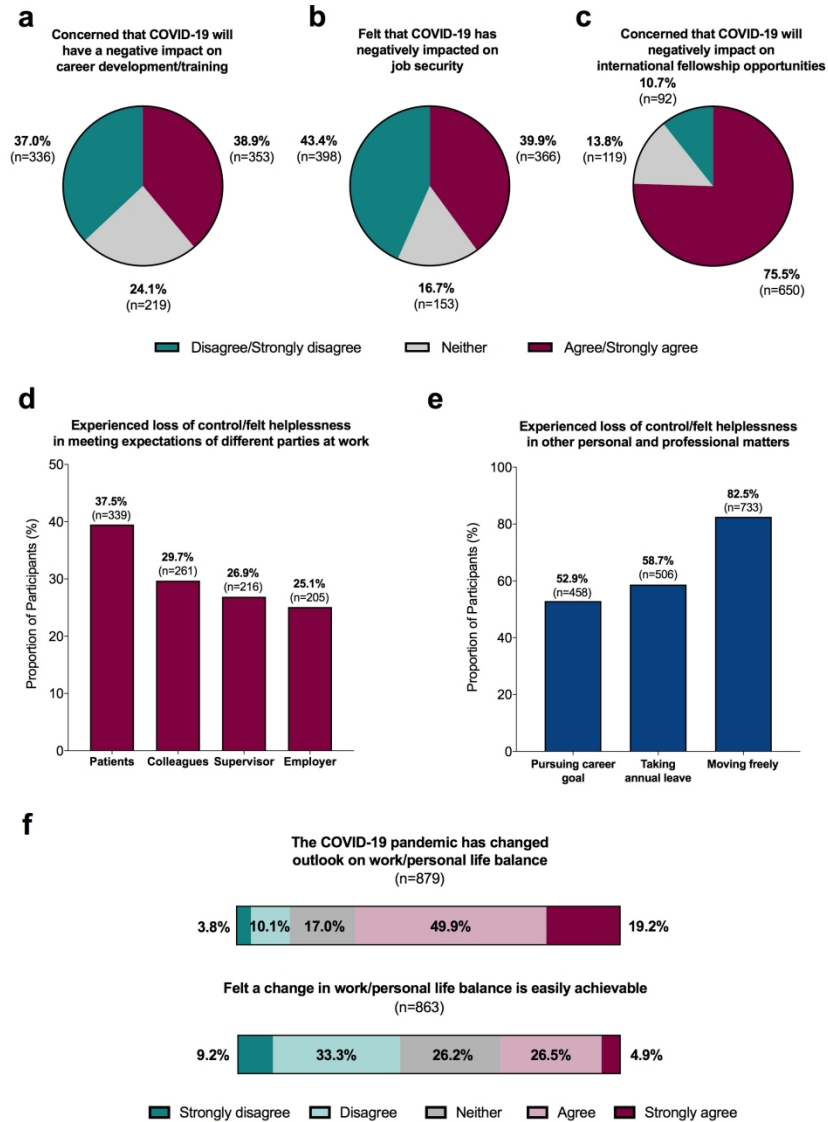 a
Concerned that COVID-19 will
have a negative impact on
career development/training
37.0%
(n=336)
38.9%
(n=353)
24.1%
(n=219)
b
Felt that COVID-19 has
negatively impacted on
job security
43.4%
(n=398)
39.9%
(n=366)
16.7%
(n=153)
c
Concerned that COVID-19 will
negatively impact on
international fellowship opportunities
10.7%
(n=92)
13.8%
(n=119)
75.5%
(n=650)
Disagree/Strongly disagree
Neither
Agree/Strongly agree
d
Experienced loss of control/felt helplessness
in meeting expectations of different parties at work
Proportion of Participants (%)
50
40
30
20
10
0
37.5%
(n=339)
29.7%
(n=261)
26.9%
(n=216)
25.1%
(n=205)
Patients
Colleagues
Supervisor
Employer
e
Experienced loss of control/felt helplessness
in other personal and professional matters
Proportion of Participants (%)
100
80
60
40
20
0
52.9%
(n=458)
58.7%
(n=506)
82.5%
(n=733)
Pursuing career
goal
Taking
annual leave
Moving freely
f
The COVID-19 pandemic has changed
outlook on work/personal life balance
(n=879)
3.8%
10.1%
17.0%
49.9%
19.2%
Felt a change in work/personal life balance is easily achievable
(n=863)
9.2%
33.3%
26.2%
26.5%
4.9%
Strongly disagree
Disagree
Neither
Agree
Strongly agree